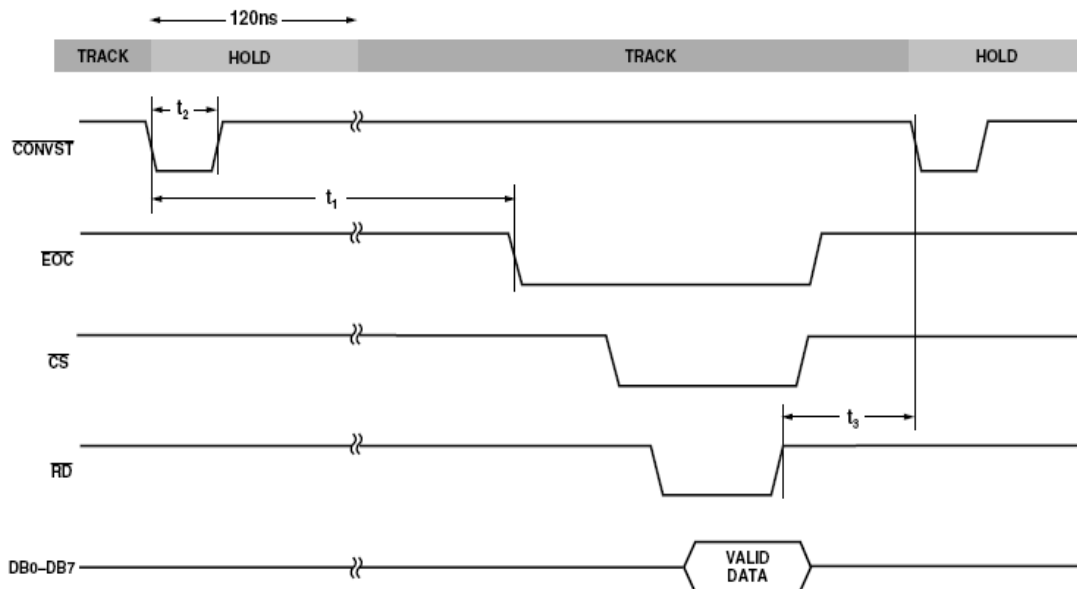 120ns
TRACK HOLD TRACK HOLD
t₂
CONVST
t₁
EOC
CS
t₃
RD
DB0–DB7 VALID
DATA